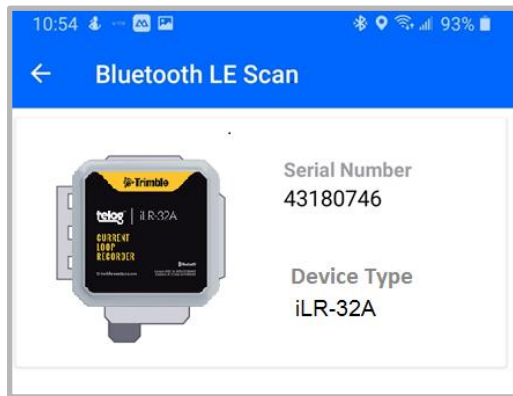 10:54
93%
Bluetooth LE Scan
Trimble
telog iLR-32A
CURRENT
LOOP
RECORDER
Bluetooth
Serial Number
43180746
Device Type
iLR-32A